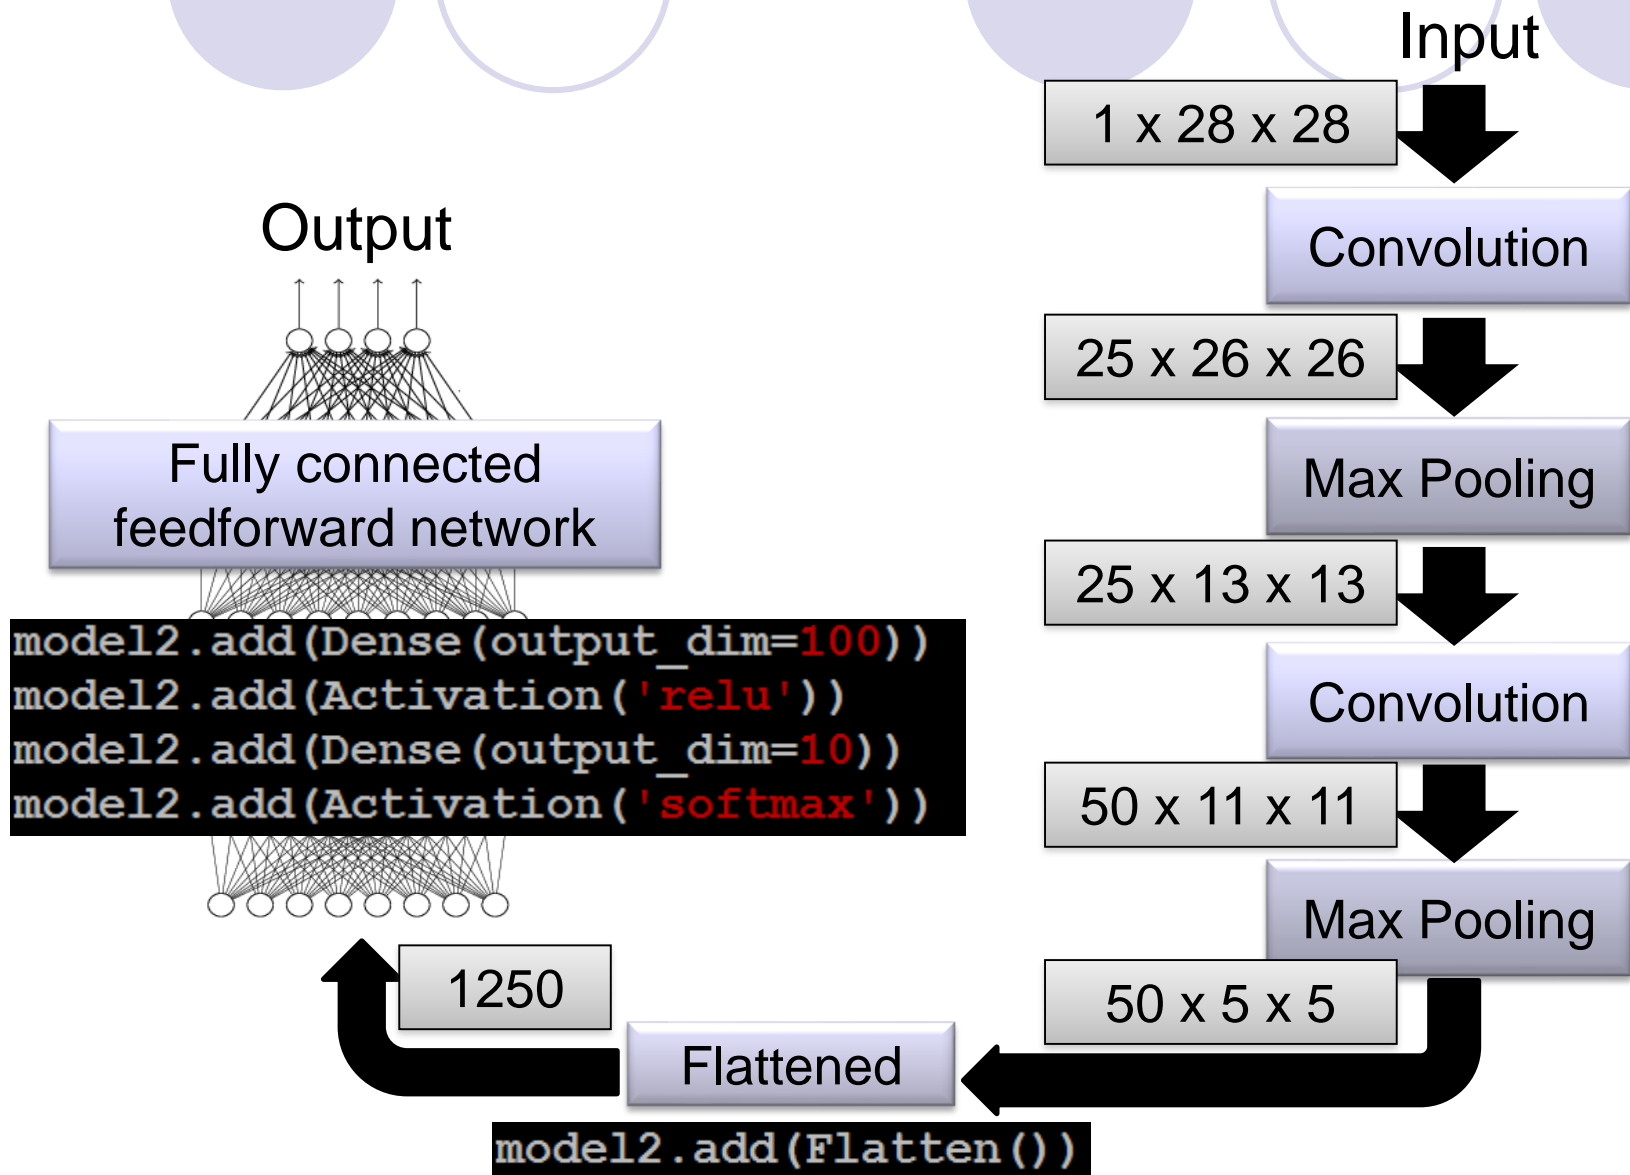 Input
1 x 28 x 28
Convolution
25 x 26 x 26
Max Pooling
25 x 13 x 13
Convolution
50 x 11 x 11
Max Pooling
50 x 5 x 5
Flattened
model2.add(Flatten())
1250
Output
Fully connected
feedforward network
model2.add(Dense(output_dim=100))
model2.add(Activation('relu'))
model2.add(Dense(output_dim=10))
model2.add(Activation('softmax'))